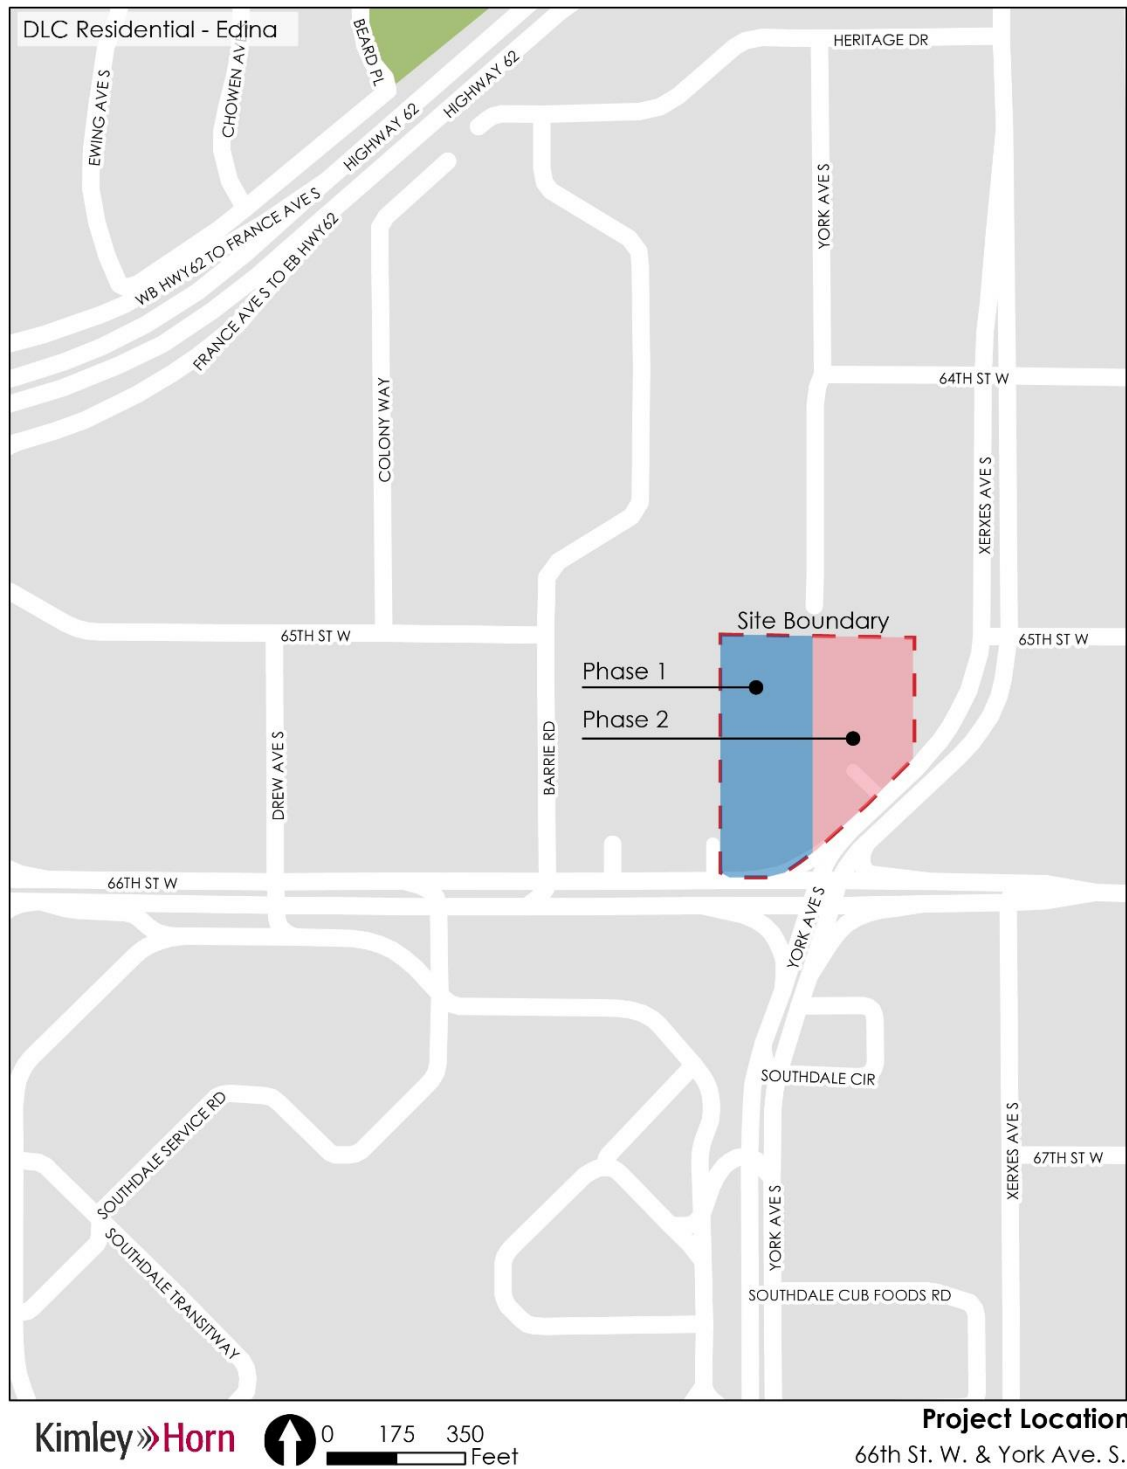 DLC Residential - Edina
BEARD PL
CHOWEN AVE
EWING AVE S
HIGHWAY 62
HIGHWAY 62
HERITAGE DR
YORK AVE S
WB HWY62 TO FRANCE AVE S
FRANCE AVE S TO EB HWY62
COLONY WAY
64TH ST W
XERXES AVE S
Site Boundary
65TH ST W
65TH ST W
Phase 1
Phase 2
DREW AVE S
BARRIE RD
66TH ST W
YORK AVE S
SOUTHDALE CIR
SOUTHDALE SERVICE RD
XERXES AVE S
67TH ST W
YORK AVE S
SOUTHDALE TRANSITWAY
SOUTHDALE CUB FOODS RD
Kimley»Horn
0 175 350
Feet
Project Location
66th St. W. & York Ave. S.